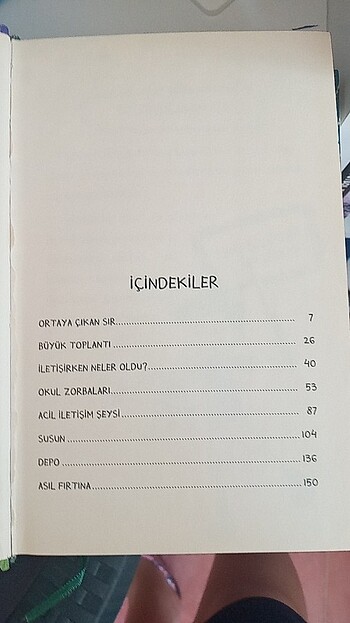 İÇİNDEKİLER
ORTAYA ÇIKAN SIR........................................ 7
BÜYÜK TOPLANTI ........................................ 26
İLETİŞİRKEN NELER OLDU?........................................ 40
OKUL ZORBALARI........................................ 53
ACİL İLETİŞİM ŞEYSİ ........................................ 87
SUSUN ........................................ 104
DEPO ........................................ 136
ASIL FIRTINA ........................................ 150